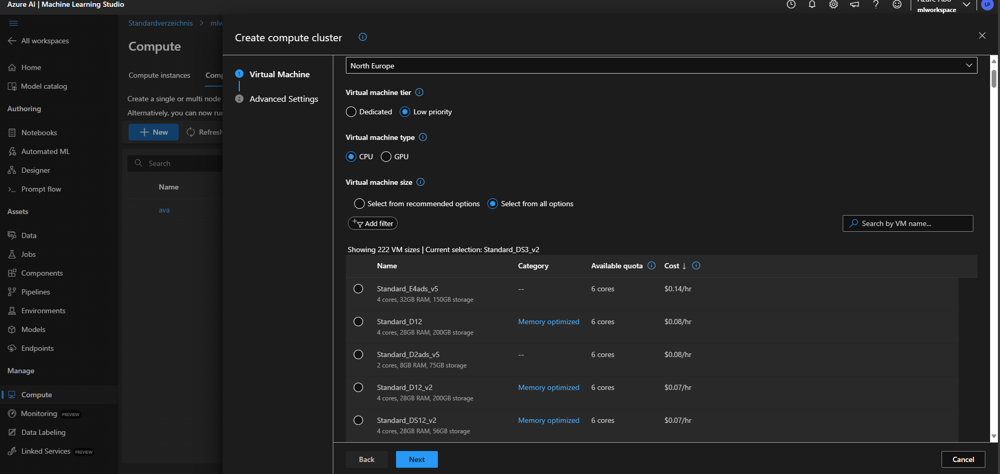 Azure AI | Machine Learning Studio
mlworkspace
LP
All workspaces
Home
Model catalog
Authoring
Notebooks
Automated ML
Designer
Prompt flow
Assets
Data
Jobs
Components
Pipelines
Environments
Models
Endpoints
Manage
Compute
Monitoring PREVIEW
Data Labeling
Linked Services PREVIEW
Standardverzeichnis > mlw
Compute
Compute instances Comp
Create a single or multi node
Alternatively, you can now run
New Refresh
Search
Name
ava
Create compute cluster
1 Virtual Machine
2 Advanced Settings
North Europe
Virtual machine tier
Dedicated Low priority
Virtual machine type
CPU GPU
Virtual machine size
Select from recommended options Select from all options
Add filter
Search by VM name...
Showing 222 VM sizes | Current selection: Standard_DS3_v2
Name Category Available quota Cost ↓
Standard_E4ads_v5 -- 6 cores $0.14/hr
4 cores, 32GB RAM, 150GB storage
Standard_D12 Memory optimized 6 cores $0.08/hr
4 cores, 28GB RAM, 200GB storage
Standard_D2ads_v5 -- 6 cores $0.08/hr
2 cores, 8GB RAM, 75GB storage
Standard_D12_v2 Memory optimized 6 cores $0.07/hr
4 cores, 28GB RAM, 200GB storage
Standard_DS12_v2 Memory optimized 6 cores $0.07/hr
4 cores, 28GB RAM, 56GB storage
Back Next Cancel